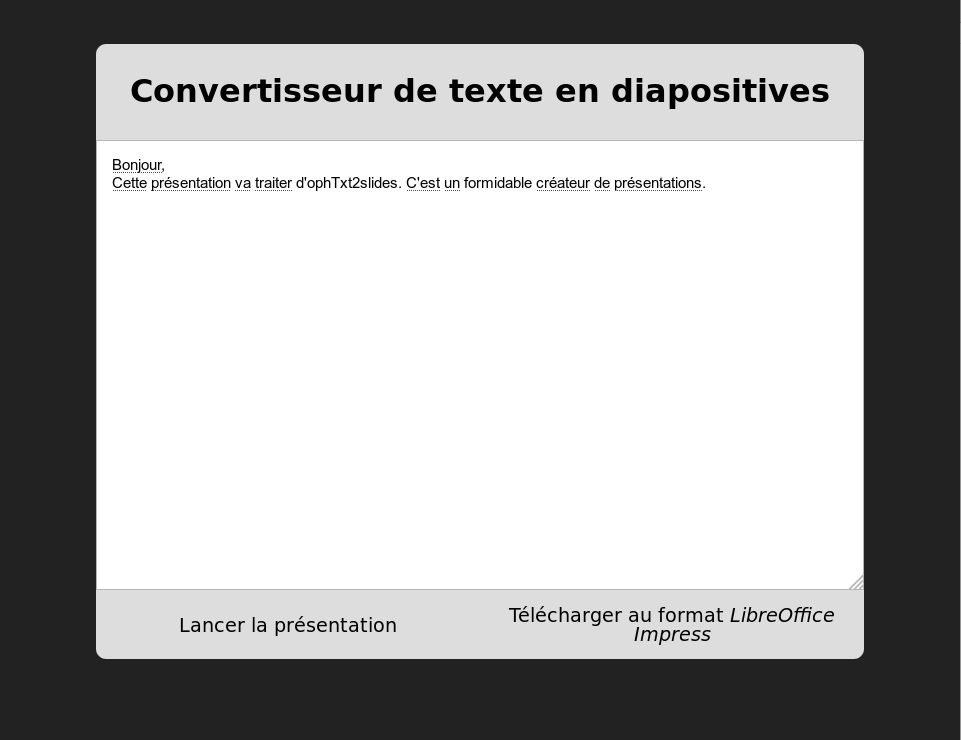 Convertisseur de texte en diapositives
Bonjour,
Cette présentation va traiter d'ophTxt2slides. C'est un formidable créateur de présentations.
Lancer la présentation
Télécharger au format LibreOffice
Impress